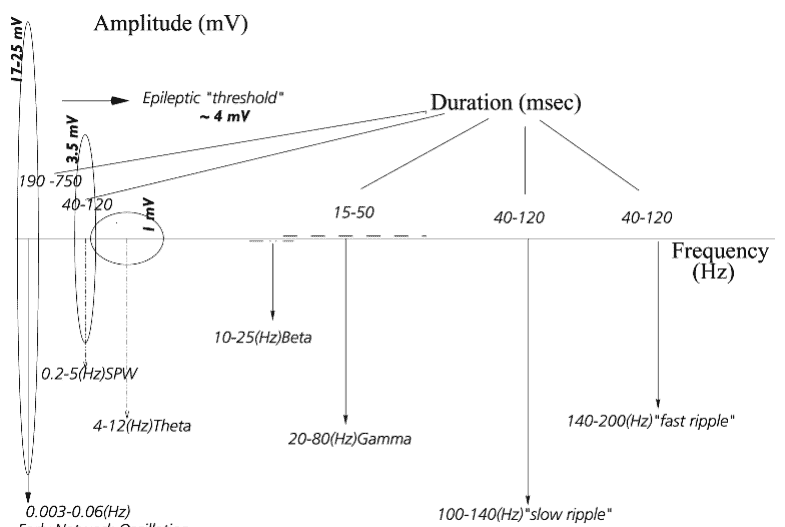 Amplitude (mV)
17-25 mV
Epileptic "threshold"
~ 4 mV
Duration (msec)
3.5 mV
190 -750
40-120
1 mV
15-50
40-120
40-120
Frequency
(Hz)
10-25(Hz)Beta
0.2-5(Hz)SPW
4-12(Hz)Theta
20-80(Hz)Gamma
140-200(Hz)"fast ripple"
0.003-0.06(Hz)
100-140(Hz)"slow ripple"
Early Network Oscillation